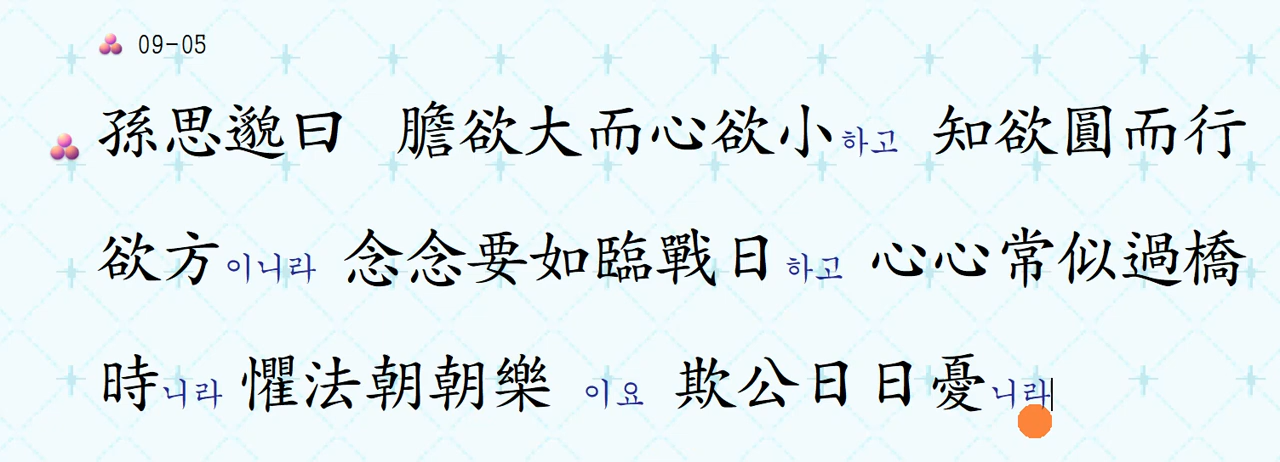 09-05
孫思邈曰 膽欲大而心欲小하고 知欲圓而行
欲方이니라 念念要如臨戰日하고 心心常似過橋
時니라 懼法朝朝樂 이요 欺公日日憂니라